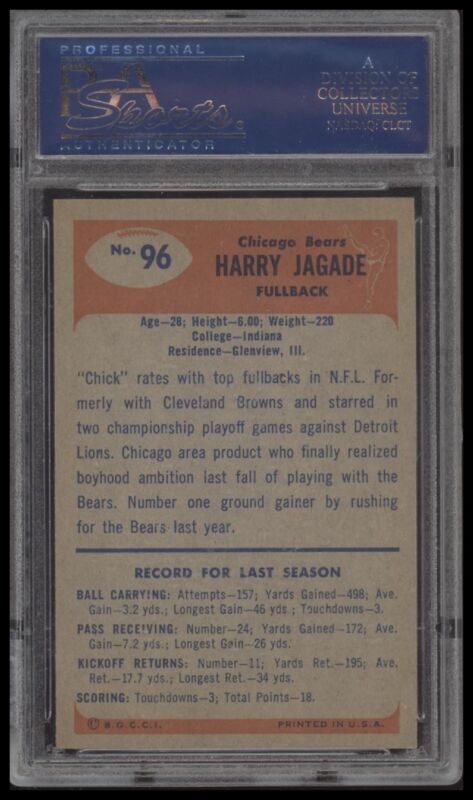 PROFESSIONAL
PSA
Sports.
AUTHENTICATOR
A
DIVISION OF
COLLECTORS
UNIVERSE
NASDAQ: CLCT
No. 96
Chicago Bears
HARRY JAGADE
FULLBACK
Age—28; Height—6.00; Weight—220
College—Indiana
Residence—Glenview, Ill.
"Chick" rates with top fullbacks in N.F.L. For-
merly with Cleveland Browns and starred in
two championship playoff games against Detroit
Lions. Chicago area product who finally realized
boyhood ambition last fall of playing with the
Bears. Number one ground gainer by rushing
for the Bears last year.
RECORD FOR LAST SEASON
BALL CARRYING: Attempts—157; Yards Gained—498; Ave.
Gain—3.2 yds.; Longest Gain—46 yds.; Touchdowns—3.
PASS RECEIVING: Number—24; Yards Gained—172; Ave.
Gain—7.2 yds.; Longest Gain—26 yds.
KICKOFF RETURNS: Number—11; Yards Ret.—195; Ave.
Ret.—17.7 yds.; Longest Ret.—34 yds.
SCORING: Touchdowns—3; Total Points—18.
© B.G.C.C.I. PRINTED IN U.S.A.